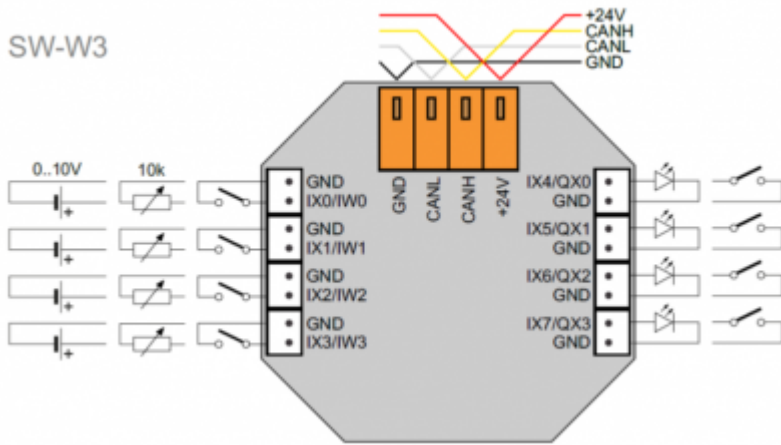 SW-W3
+24V
CANH
CANL
GND
0..10V
10k
GND
CANL
CANH
+24V
GND
IX0/IW0
GND
IX1/IW1
GND
IX2/IW2
GND
IX3/IW3
IX4/QX0
GND
IX5/QX1
GND
IX6/QX2
GND
IX7/QX3
GND
+
+
+
+